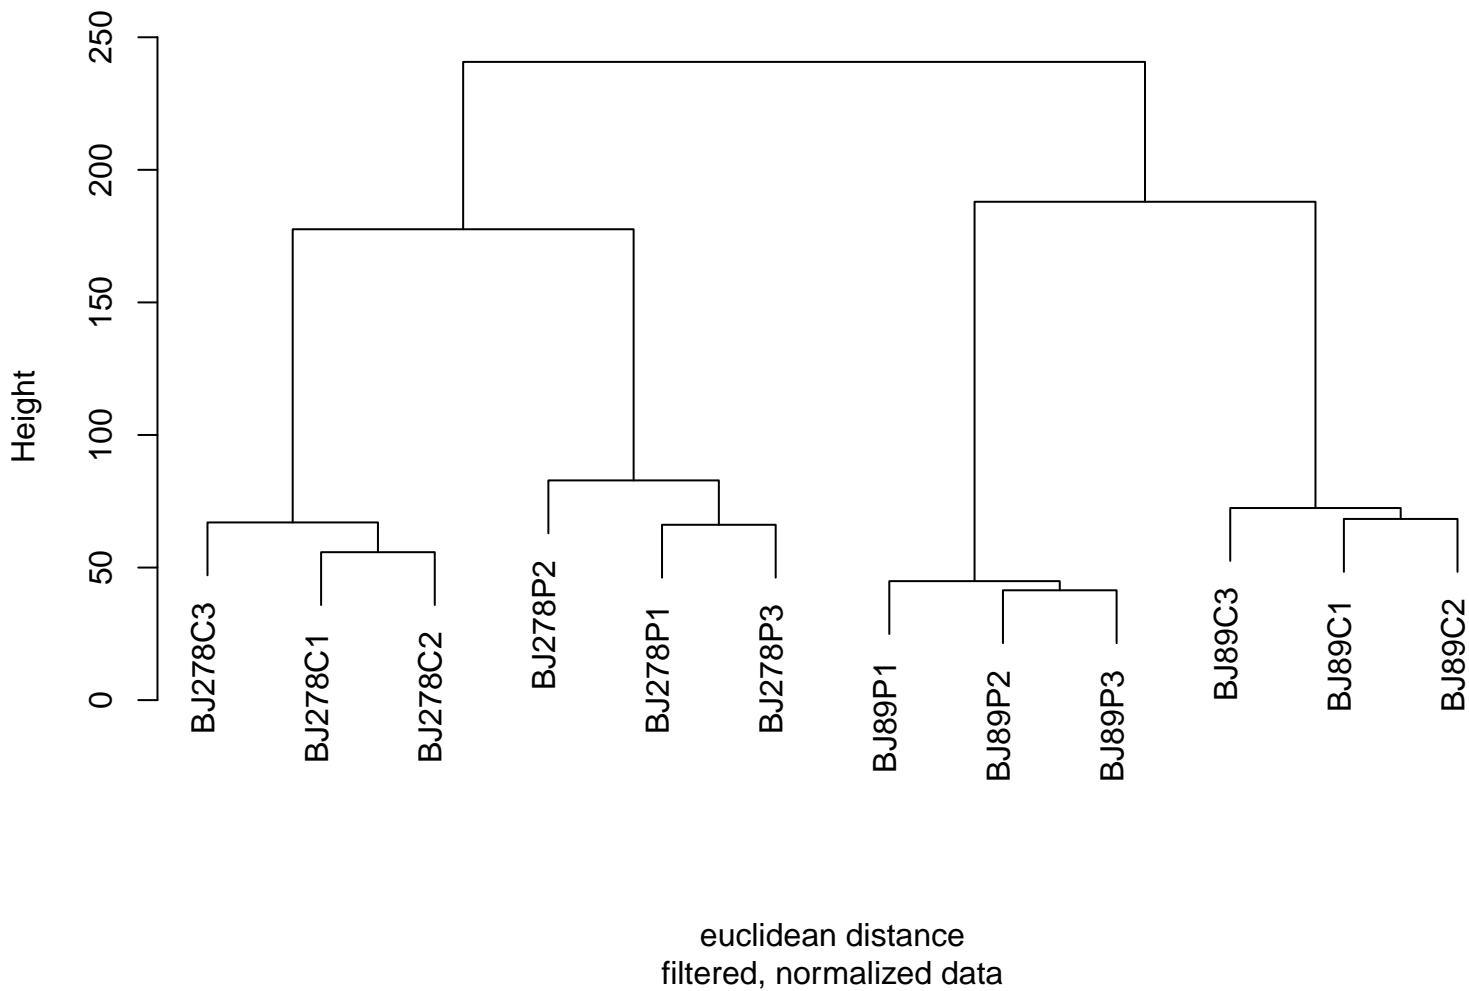 250
200
150
100
50
0
Height
BJ278C3
BJ278C1
BJ278C2
BJ278P2
BJ278P1
BJ278P3
BJ89P1
BJ89P2
BJ89P3
BJ89C3
BJ89C1
BJ89C2
euclidean distance
filtered, normalized data